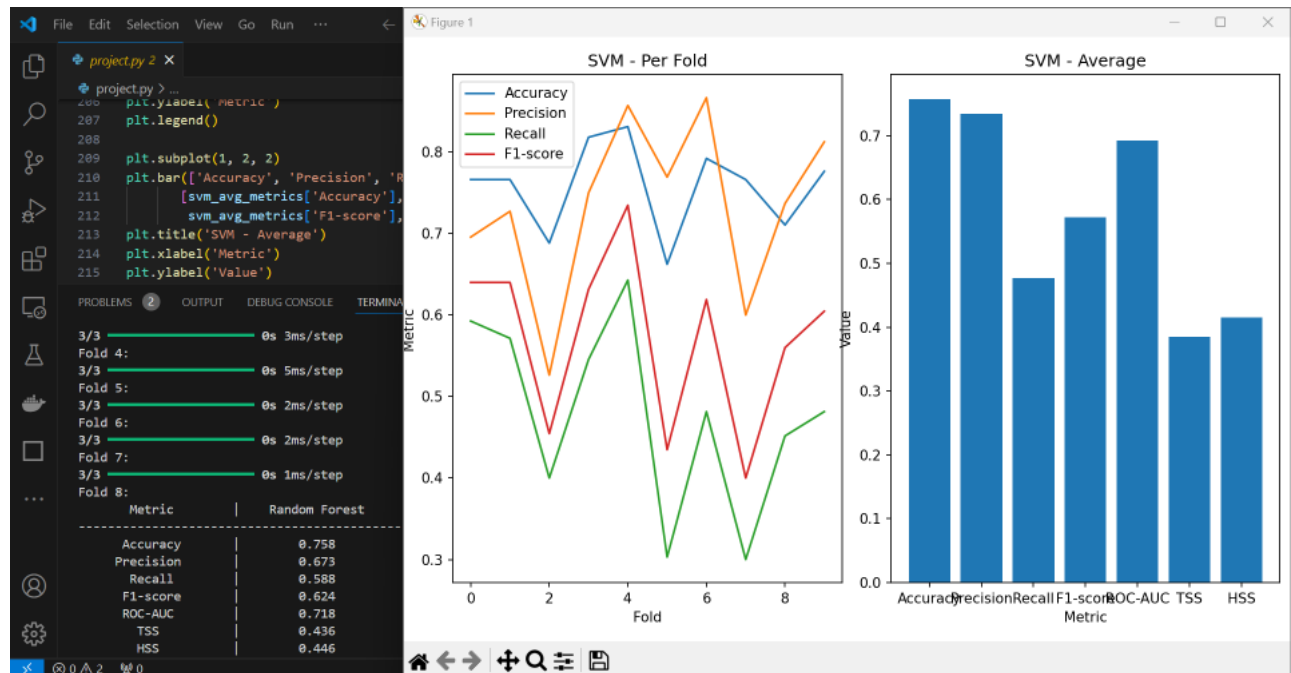 File Edit Selection View Go Run ···
project.py 2 ×
project.py > ...
206 plt.ylabel('Metric')
207 plt.legend()
208
209 plt.subplot(1, 2, 2)
210 plt.bar(['Accuracy', 'Precision', 'R
211 [svm_avg_metrics['Accuracy'],
212 svm_avg_metrics['F1-score'],
213 plt.title('SVM - Average')
214 plt.xlabel('Metric')
215 plt.ylabel('Value')
PROBLEMS 2 OUTPUT DEBUG CONSOLE TERMINA
3/3 0s 3ms/step
Fold 4:
3/3 0s 5ms/step
Fold 5:
3/3 0s 2ms/step
Fold 6:
3/3 0s 2ms/step
Fold 7:
3/3 0s 1ms/step
Fold 8:
Metric | Random Forest
-----------------------------------------
Accuracy | 0.758
Precision | 0.673
Recall | 0.588
F1-score | 0.624
ROC-AUC | 0.718
TSS | 0.436
HSS | 0.446
0 2 0
Figure 1
SVM - Per Fold
Accuracy
Precision
Recall
F1-score
0.8
0.7
0.6
0.5
0.4
0.3
Metric
0 2 4 6 8
Fold
SVM - Average
0.7
0.6
0.5
0.4
0.3
0.2
0.1
0.0
Value
Accuracy Precision Recall F1-score ROC-AUC TSS HSS
Metric